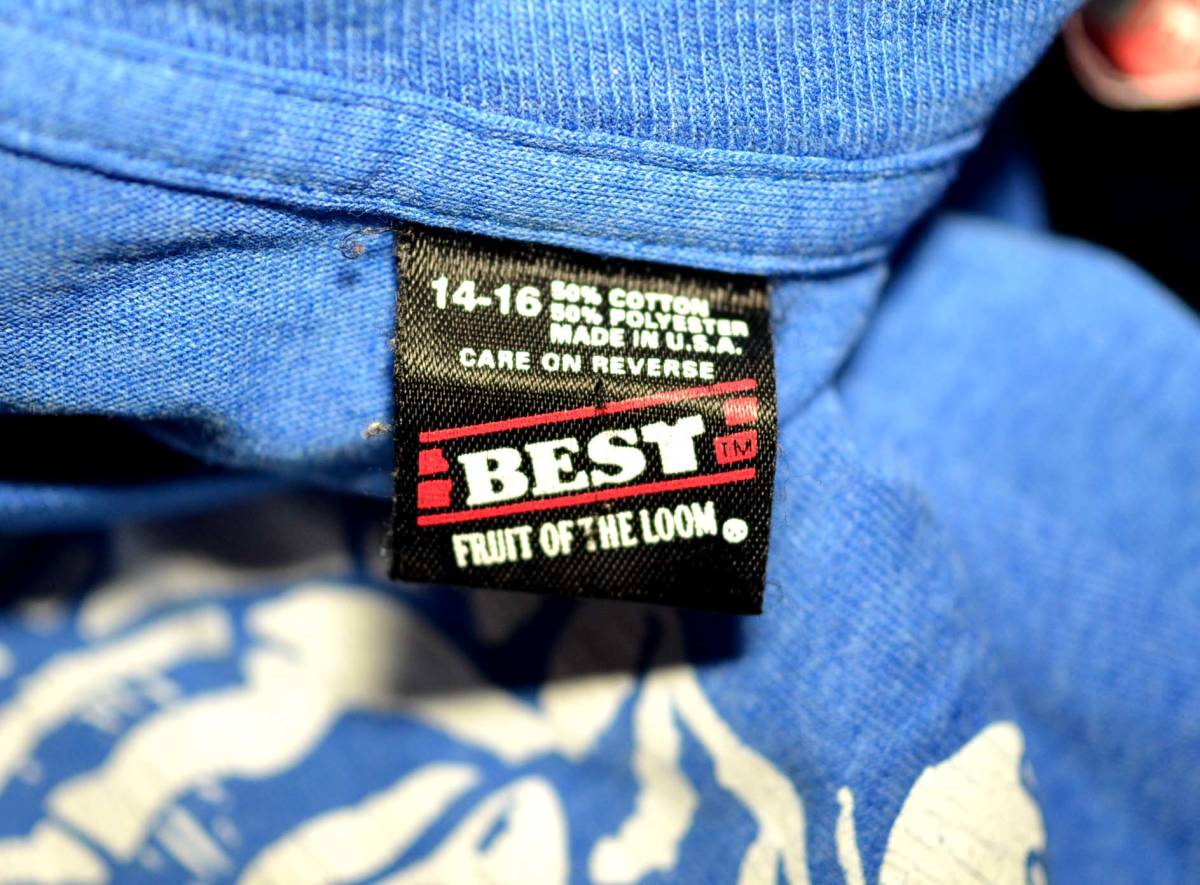 14-16
50% COTTON
50% POLYESTER
MADE IN U.S.A.
CARE ON REVERSE
BEST TM
FRUIT OF THE LOOM ®